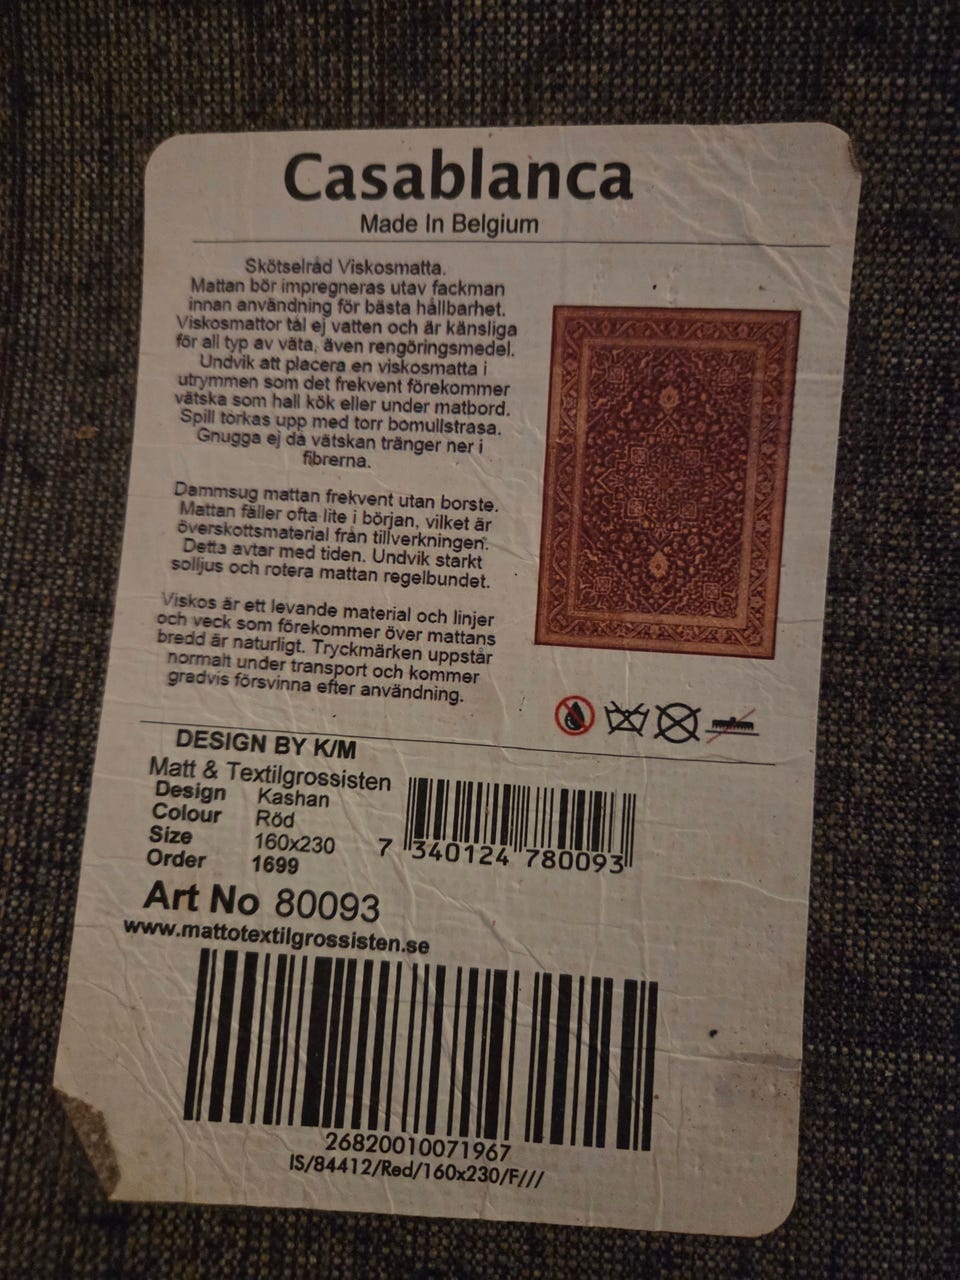 Casablanca
Made In Belgium
Skötselråd Viskosmatta.
Mattan bör impregneras utav fackman
innan användning för bästa hållbarhet.
Viskosmattor tål ej vatten och är känsliga
för all typ av väta, även rengöringsmedel.
Undvik att placera en viskosmatta i
utrymmen som det frekvent förekommer
vätska som hall kök eller under matbord.
Spill torkas upp med torr bomullstrasa.
Gnugga ej då vätskan tränger ner i
fibrerna.
Dammsug mattan frekvent utan borste.
Mattan fäller ofta lite i början, vilket är
överskottsmaterial från tillverkningen.
Detta avtar med tiden. Undvik starkt
solljus och rotera mattan regelbundet.
Viskos är ett levande material och linjer
och veck som förekommer över mattans
bredd är naturligt. Tryckmärken uppstår
normalt under transport och kommer
gradvis försvinna efter användning.
DESIGN BY K/M
Matt & Textilgrossisten
Design Kashan
Colour Röd
Size 160x230
Order 1699
7 340124 780093
Art No 80093
www.mattotextilgrossisten.se
26820010071967
IS/84412/Red/160x230/F///